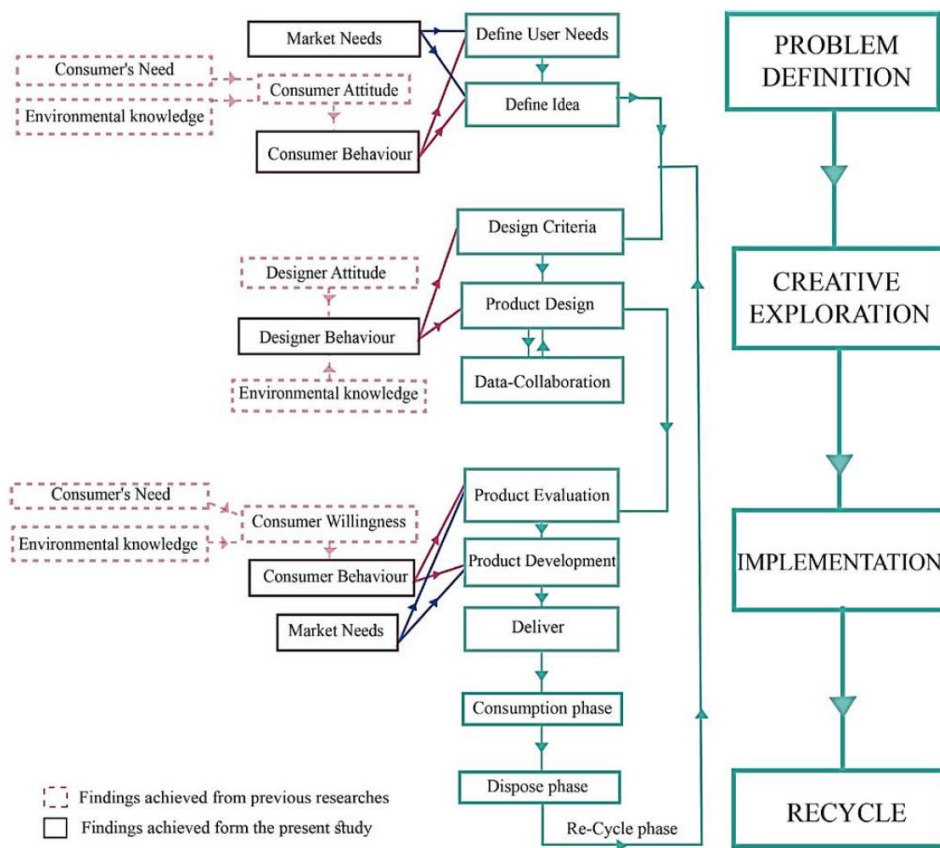 Market Needs
Define User Needs
PROBLEM
DEFINITION
Consumer's Need
Consumer Attitude
Define Idea
Environmental knowledge
Consumer Behaviour
Design Criteria
Designer Attitude
Product Design
CREATIVE
EXPLORATION
Designer Behaviour
Data-Collaboration
Environmental knowledge
Consumer's Need
Product Evaluation
Consumer Willingness
Environmental knowledge
Product Development
IMPLEMENTATION
Consumer Behaviour
Market Needs
Deliver
Consumption phase
Dispose phase
Findings achieved from previous researches
Re-Cycle phase
RECYCLE
Findings achieved form the present study